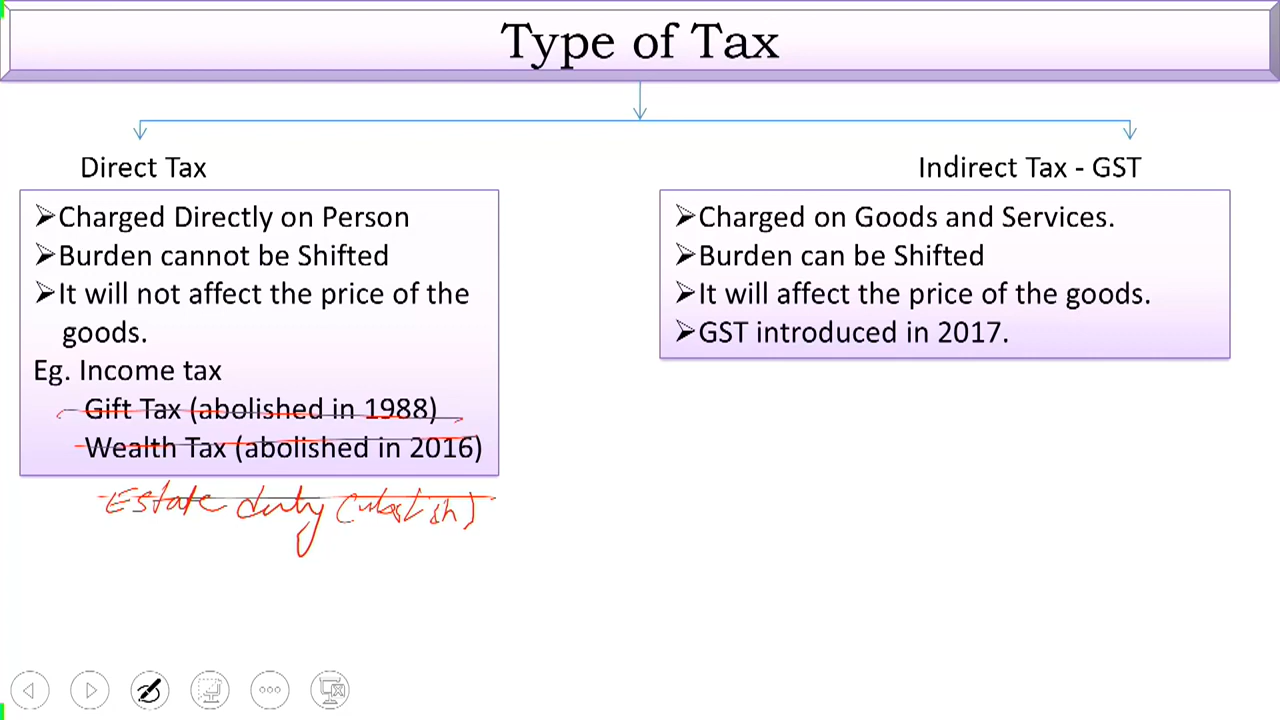 Type of Tax
Direct Tax
➢Charged Directly on Person
➢Burden cannot be Shifted
➢It will not affect the price of the
goods.
Eg. Income tax
Gift Tax (abolished in 1988)
Wealth Tax (abolished in 2016)
Estate duty
Indirect Tax - GST
➢Charged on Goods and Services.
➢Burden can be Shifted
➢It will affect the price of the goods.
➢GST introduced in 2017.